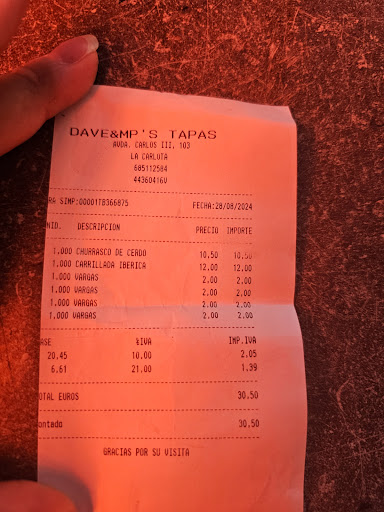 DAVE&MP'S TAPAS
AVDA. CARLOS III, 103
LA CARLOTA
685112584
44360416V
RA SIMP:00001T8366875 FECHA:28/08/2024
NID. DESCRIPCION PRECIO IMPORTE
1,000 CHURRASCO DE CERDO 10.50 10.50
1,000 CARRILLADA IBERICA 12.00 12.00
1,000 VARGAS 2.00 2.00
1,000 VARGAS 2.00 2.00
1,000 VARGAS 2.00 2.00
1,000 VARGAS 2.00 2.00
ASE %IVA IMP.IVA
20.45 10.00 2.05
6.61 21.00 1.39
OTAL EUROS 30.50
ontado 30.50
GRACIAS POR SU VISITA